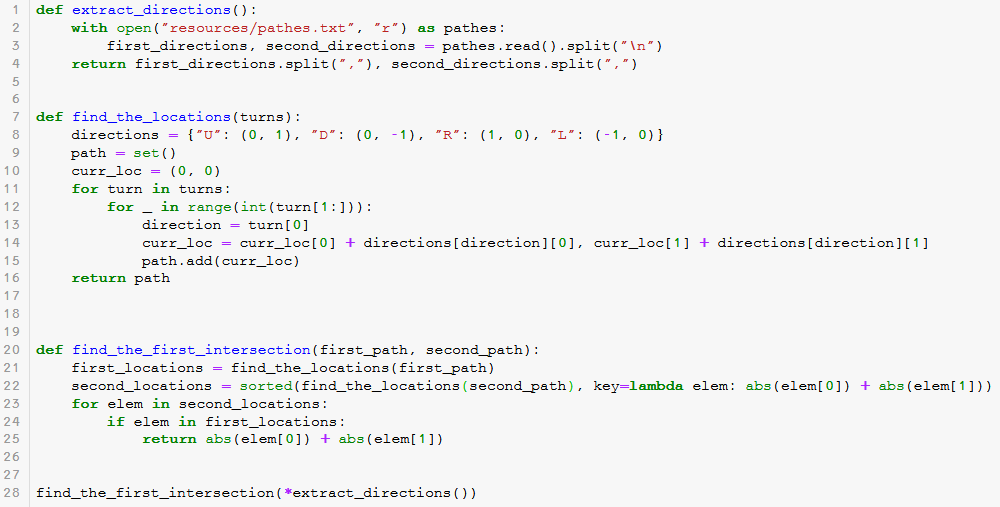 1 def extract_directions():
2     with open("resources/pathes.txt", "r") as pathes:
3         first_directions, second_directions = pathes.read().split("\n")
4     return first_directions.split(","), second_directions.split(",")
5
6
7 def find_the_locations(turns):
8     directions = {"U": (0, 1), "D": (0, -1), "R": (1, 0), "L": (-1, 0)}
9     path = set()
10     curr_loc = (0, 0)
11     for turn in turns:
12         for _ in range(int(turn[1:])):
13             direction = turn[0]
14             curr_loc = curr_loc[0] + directions[direction][0], curr_loc[1] + directions[direction][1]
15             path.add(curr_loc)
16     return path
17
18
19
20 def find_the_first_intersection(first_path, second_path):
21     first_locations = find_the_locations(first_path)
22     second_locations = sorted(find_the_locations(second_path), key=lambda elem: abs(elem[0]) + abs(elem[1]))
23     for elem in second_locations:
24         if elem in first_locations:
25             return abs(elem[0]) + abs(elem[1])
26
27
28 find_the_first_intersection(*extract_directions())